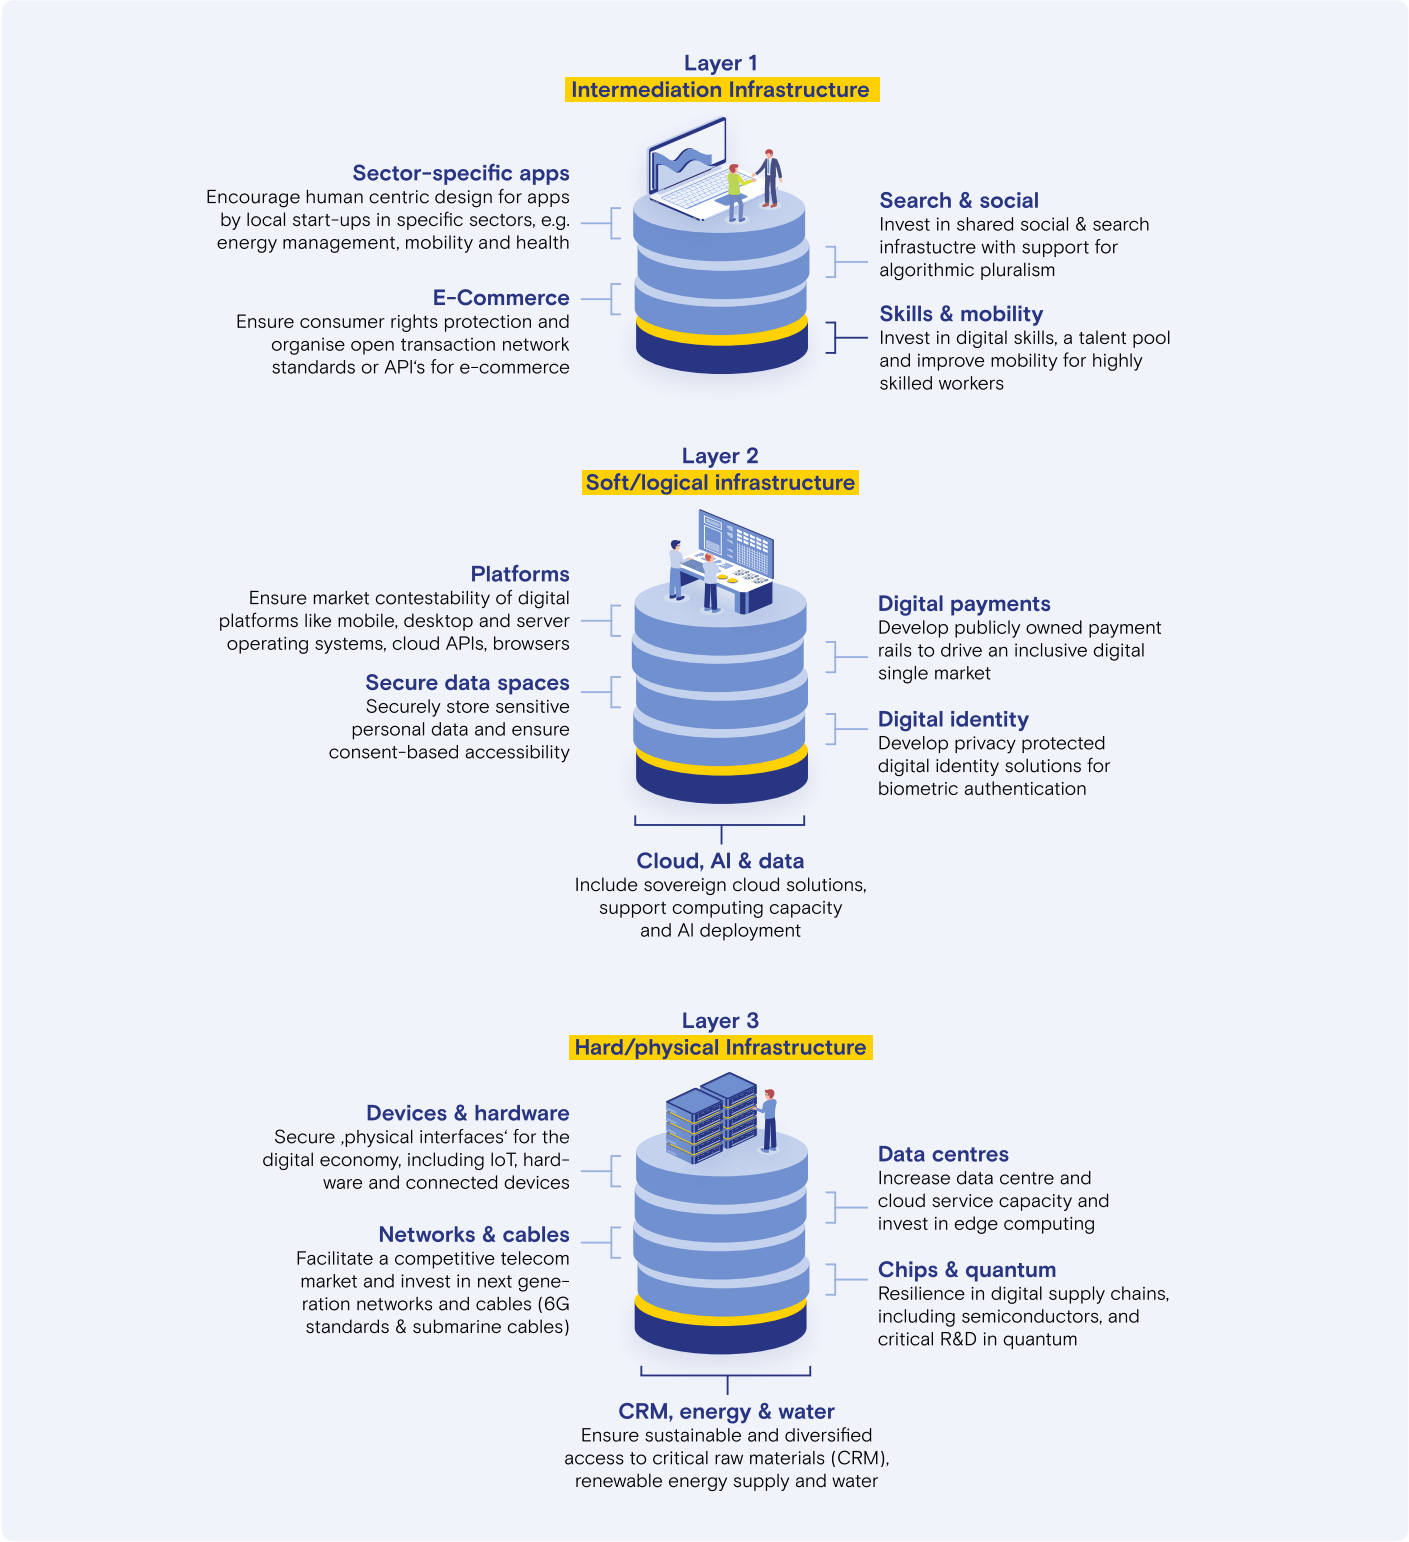 Layer 1
Intermediation Infrastructure
Sector-specific apps
Encourage human centric design for apps
by local start-ups in specific sectors, e.g.
energy management, mobility and health
Search & social
Invest in shared social & search
infrastuctre with support for
algorithmic pluralism
E-Commerce
Ensure consumer rights protection and
organise open transaction network
standards or API‘s for e-commerce
Skills & mobility
Invest in digital skills, a talent pool
and improve mobility for highly
skilled workers
Layer 2
Soft/logical infrastructure
Platforms
Ensure market contestability of digital
platforms like mobile, desktop and server
operating systems, cloud APIs, browsers
Digital payments
Develop publicly owned payment
rails to drive an inclusive digital
single market
Secure data spaces
Securely store sensitive
personal data and ensure
consent-based accessibility
Digital identity
Develop privacy protected
digital identity solutions for
biometric authentication
Cloud, AI & data
Include sovereign cloud solutions,
support computing capacity
and AI deployment
Layer 3
Hard/physical Infrastructure
Devices & hardware
Secure ‚physical interfaces‘ for the
digital economy, including IoT, hard-
ware and connected devices
Data centres
Increase data centre and
cloud service capacity and
invest in edge computing
Networks & cables
Facilitate a competitive telecom
market and invest in next gene-
ration networks and cables (6G
standards & submarine cables)
Chips & quantum
Resilience in digital supply chains,
including semiconductors, and
critical R&D in quantum
CRM, energy & water
Ensure sustainable and diversified
access to critical raw materials (CRM),
renewable energy supply and water